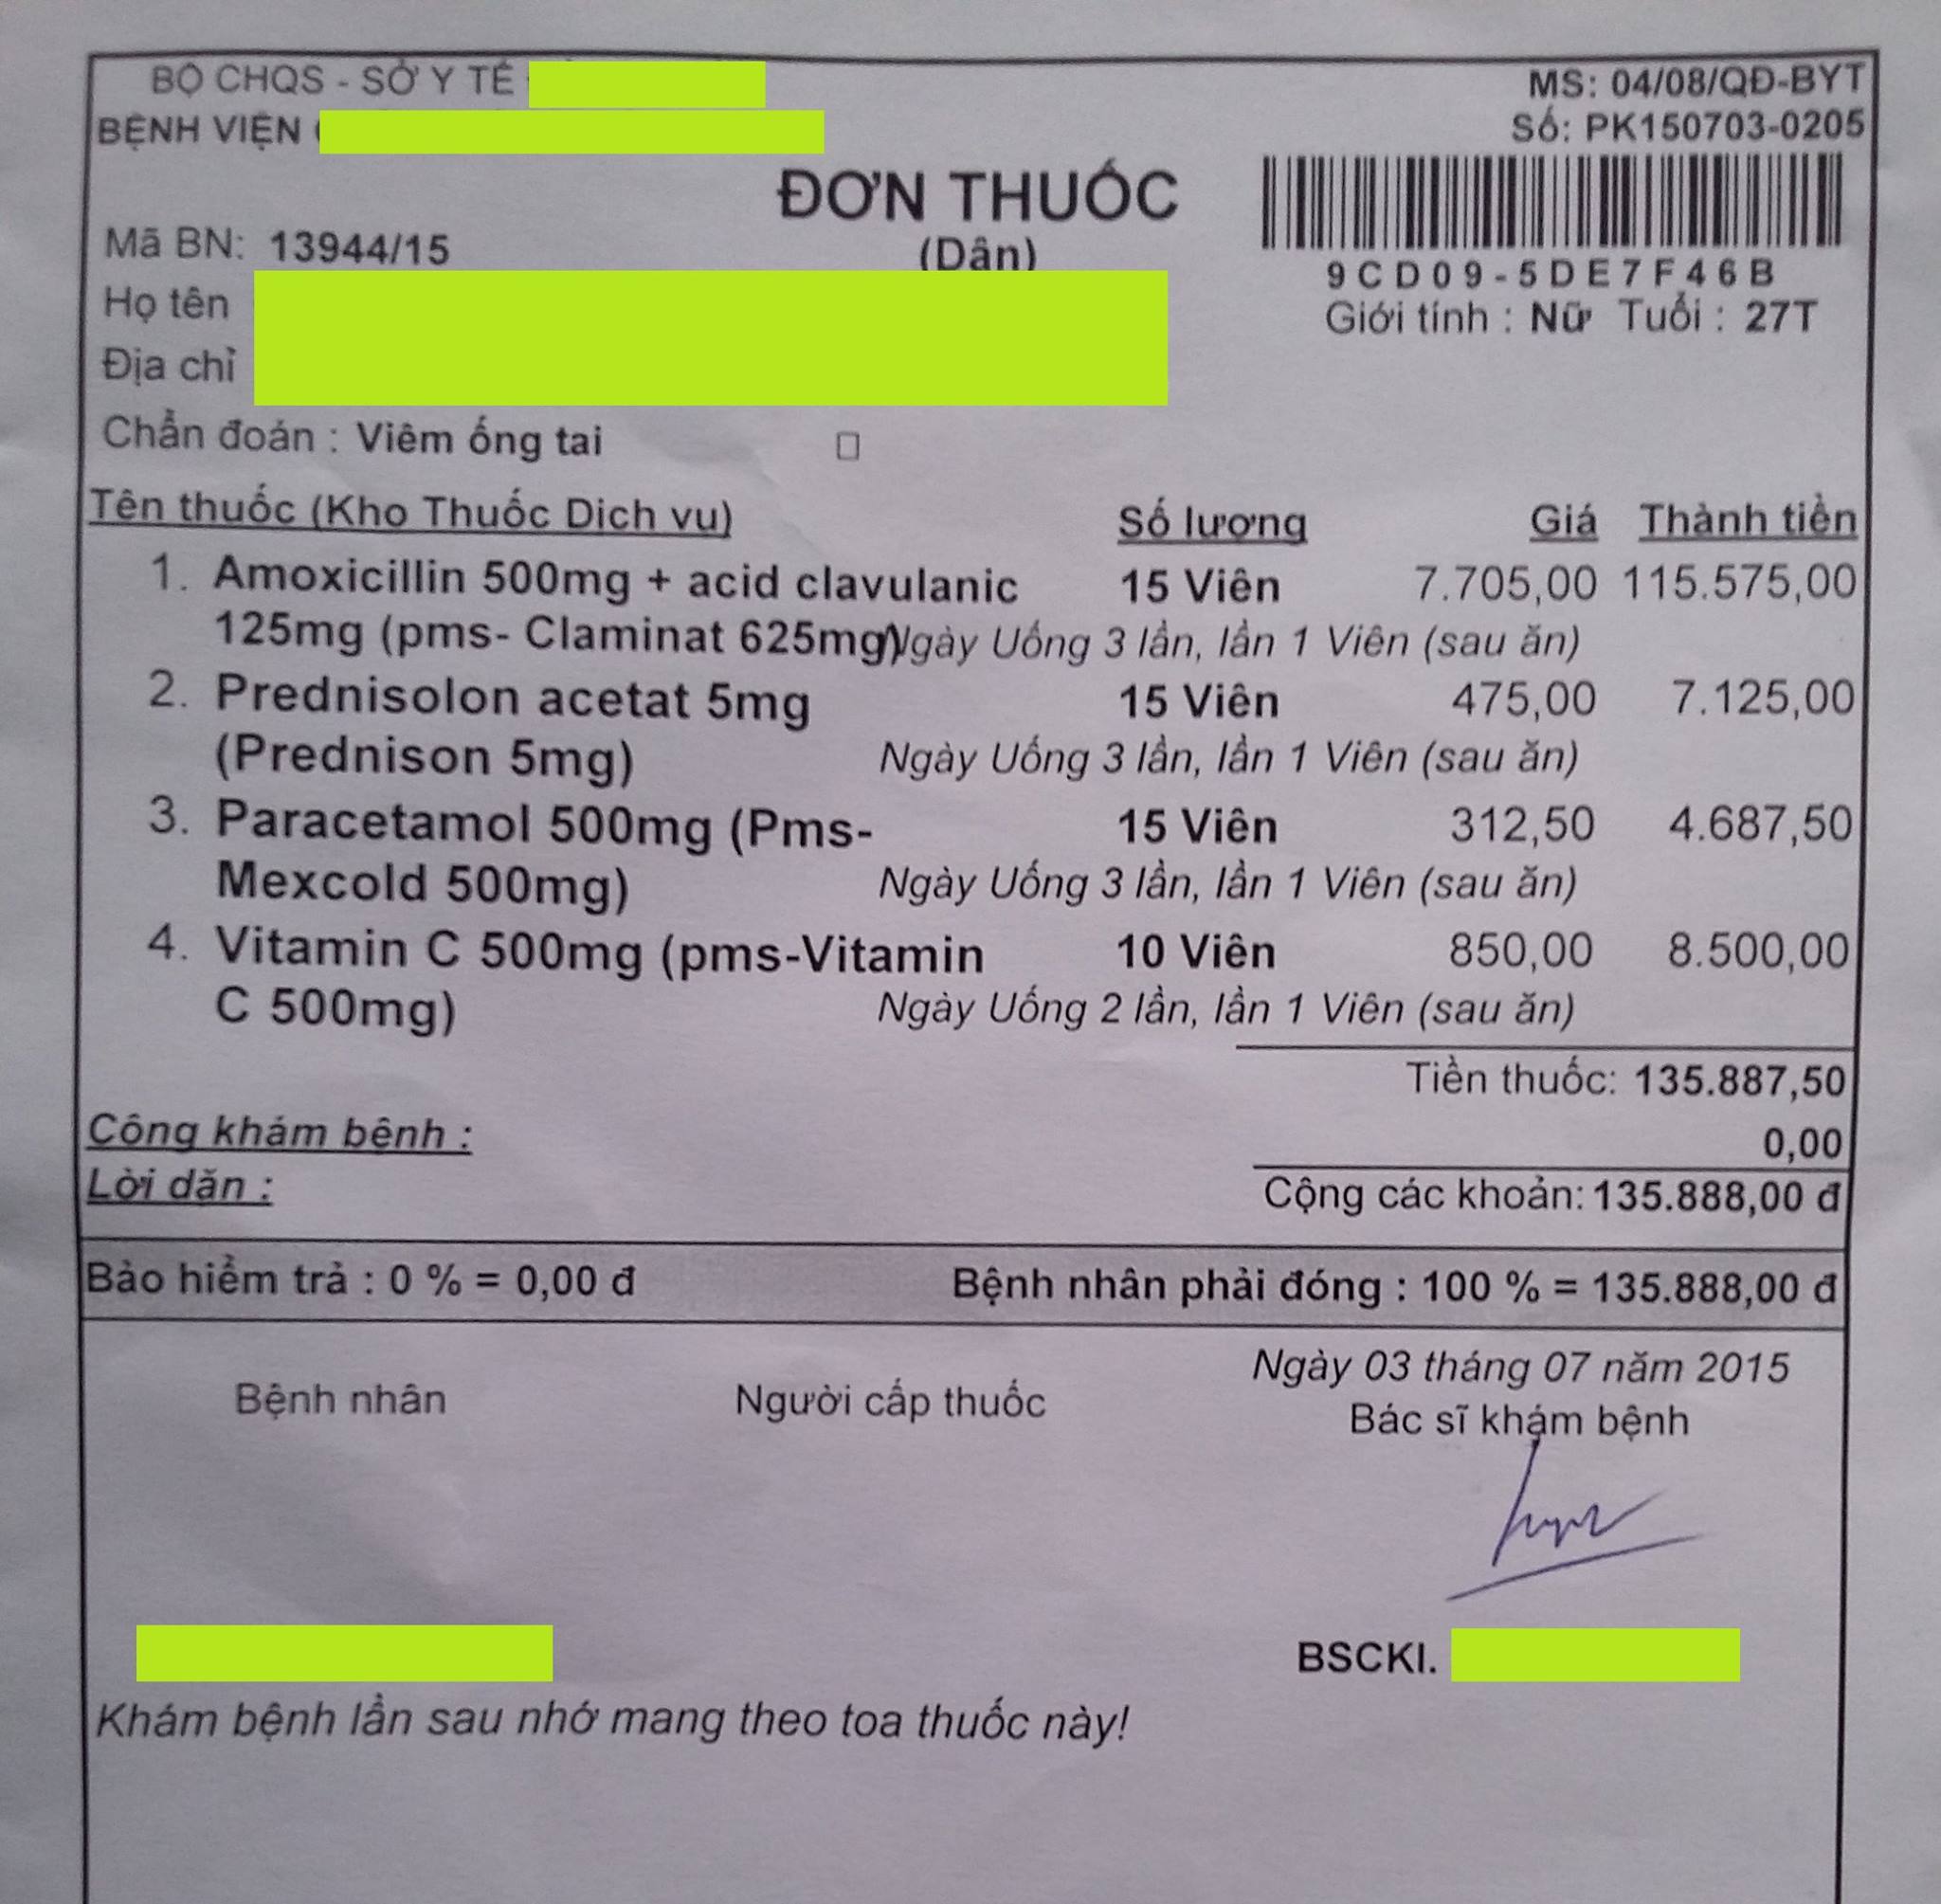 BỘ CHQS - SỞ Y TẾ
MS: 04/08/QĐ-BYT
BỆNH VIỆN
Số: PK150703-0205
ĐƠN THUỐC
(Dân)
9CD09-5DE7F46B
Mã BN: 13944/15
Họ tên
Giới tính : Nữ Tuổi : 27T
Địa chỉ
Chẩn đoán : Viêm ống tai
Tên thuốc (Kho Thuốc Dịch vụ) Số lượng Giá Thành tiền
1. Amoxicillin 500mg + acid clavulanic 15 Viên 7.705,00 115.575,00
125mg (pms- Claminat 625mg) Ngày Uống 3 lần, lần 1 Viên (sau ăn)
2. Prednisolon acetat 5mg 15 Viên 475,00 7.125,00
(Prednison 5mg) Ngày Uống 3 lần, lần 1 Viên (sau ăn)
3. Paracetamol 500mg (Pms- 15 Viên 312,50 4.687,50
Mexcold 500mg) Ngày Uống 3 lần, lần 1 Viên (sau ăn)
4. Vitamin C 500mg (pms-Vitamin 10 Viên 850,00 8.500,00
C 500mg) Ngày Uống 2 lần, lần 1 Viên (sau ăn)
Tiền thuốc: 135.887,50
Công khám bệnh : 0,00
Lời dặn : Cộng các khoản: 135.888,00 đ
Bảo hiểm trả : 0 % = 0,00 đ Bệnh nhân phải đóng : 100 % = 135.888,00 đ
Ngày 03 tháng 07 năm 2015
Bệnh nhân Người cấp thuốc Bác sĩ khám bệnh
BSCKI.
Khám bệnh lần sau nhớ mang theo toa thuốc này!